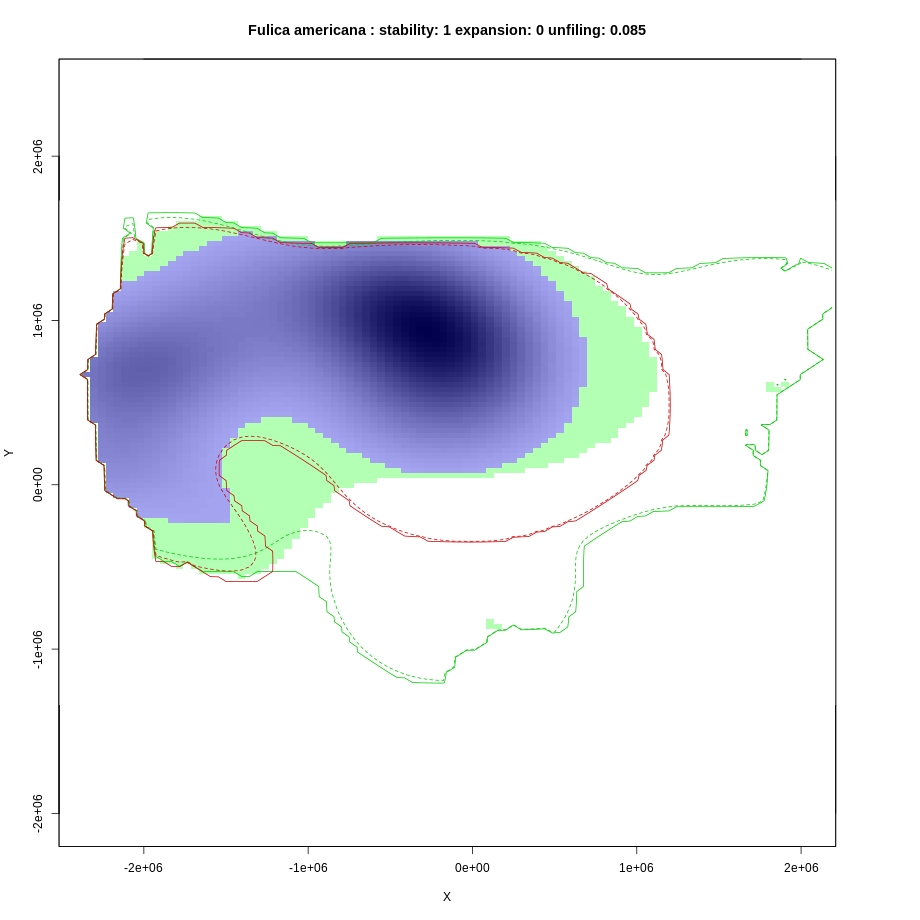 Fulica americana : stability: 1 expansion: 0 unfiling: 0.085
2e+06
1e+06
0e+00
-1e+06
-2e+06
Y
-2e+06 -1e+06 0e+00 1e+06 2e+06
X